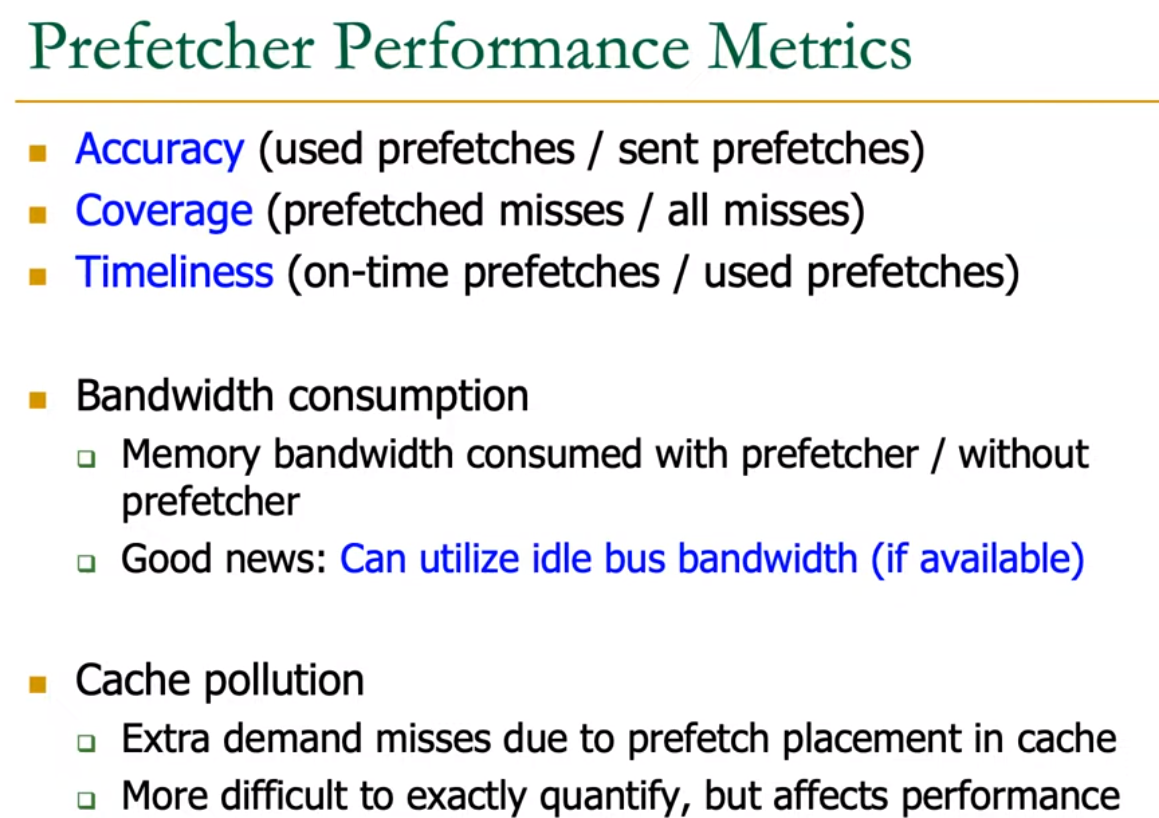 Prefetcher Performance Metrics
Accuracy (used prefetches / sent prefetches)
Coverage (prefetched misses / all misses)
Timeliness (on-time prefetches / used prefetches)
Bandwidth consumption
Memory bandwidth consumed with prefetcher / without
prefetcher
Good news: Can utilize idle bus bandwidth (if available)
Cache pollution
Extra demand misses due to prefetch placement in cache
More difficult to exactly quantify, but affects performance